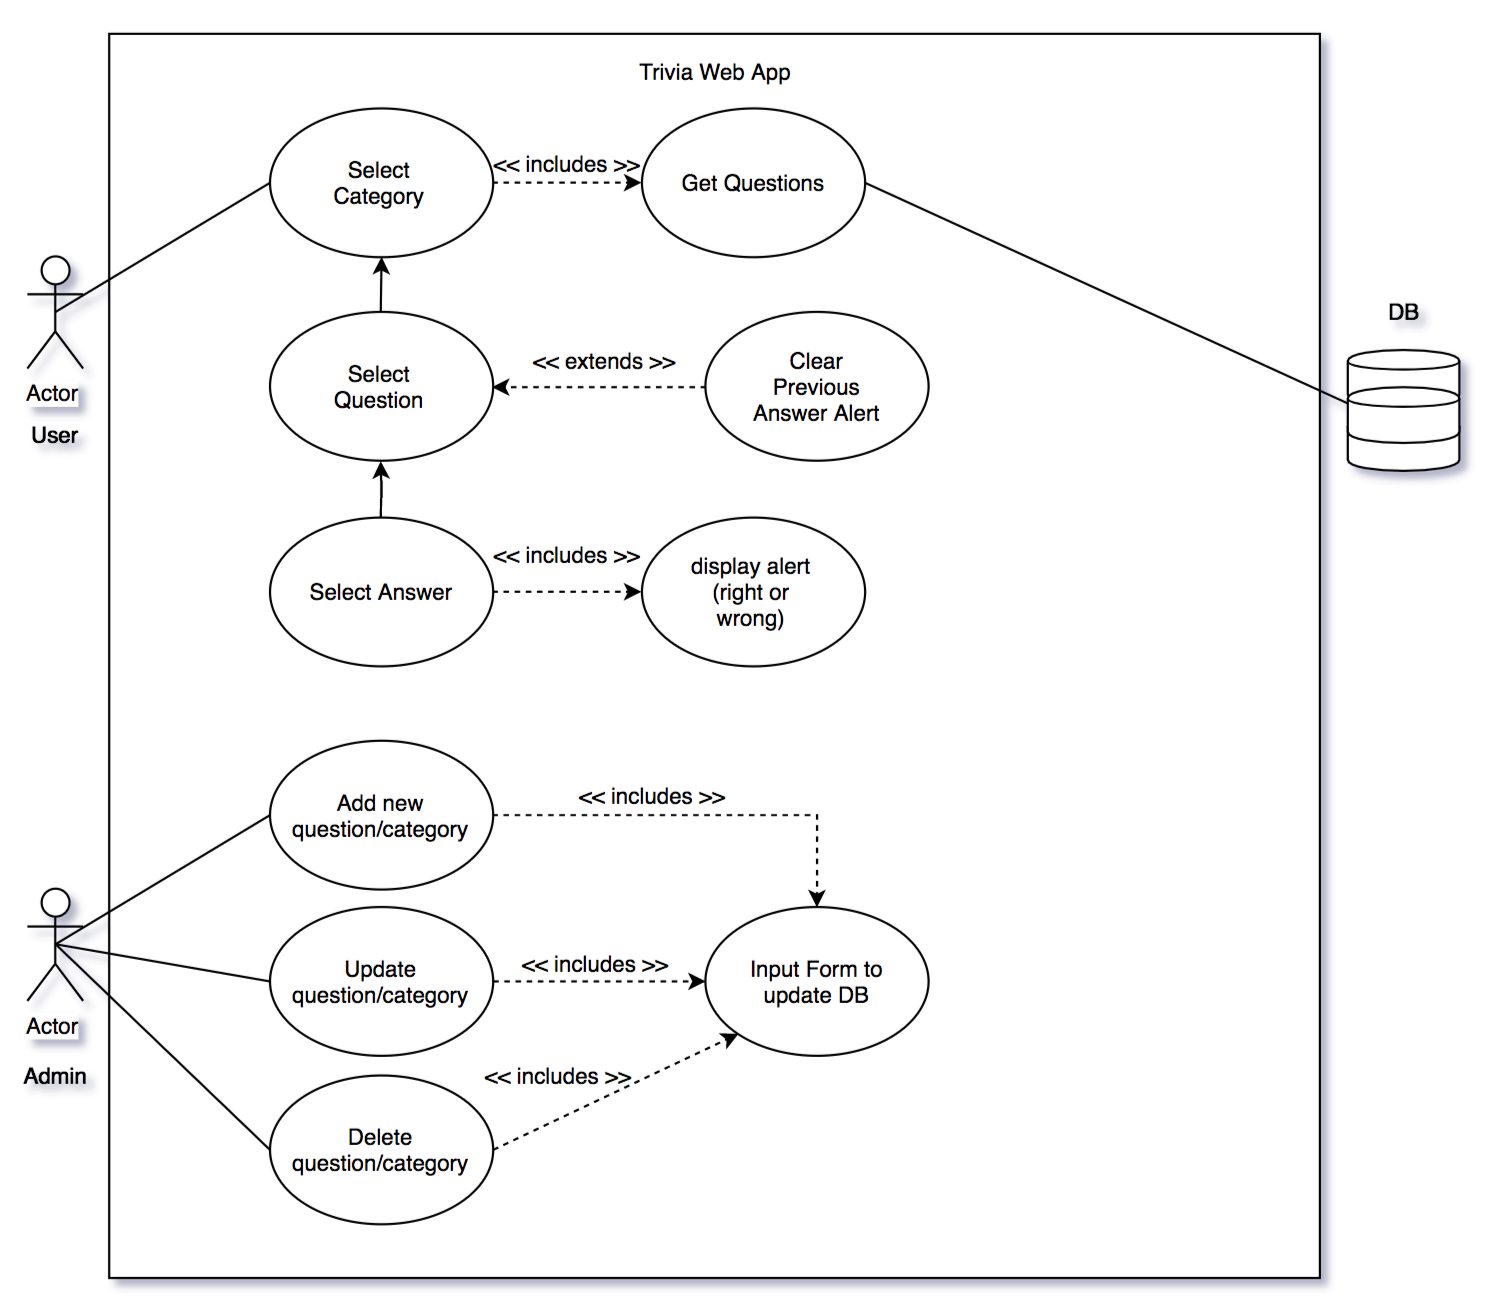 Trivia Web App
Select
Category
<< includes >>
Get Questions
Actor
User
DB
Select
Question
<< extends >>
Clear
Previous
Answer Alert
Select Answer
<< includes >>
display alert
(right or
wrong)
Add new
question/category
<< includes >>
Actor
Admin
Update
question/category
<< includes >>
Input Form to
update DB
<< includes >>
Delete
question/category